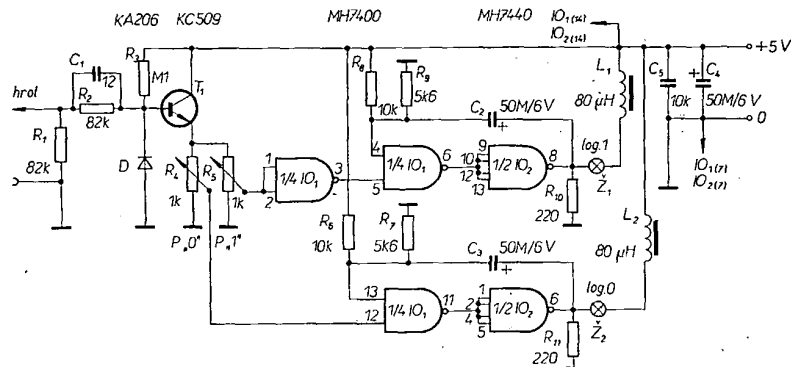 KA206 KC509 MH7400 MH7440 IO1(14)
IO2(14)
+5V
C1
12
R3
M1
T1
R8
10k
R9
5k6
C2 50M/6V
L1
80 µH
C5
10k
C4
50M/6V
0
hrot
R2
82k
R1
82k
D
R4
1k
R5
1k
P„0"
P„1"
1
2
1/4 IO1
3
4
5
1/4 IO1
6
9
10
12
13
1/2 IO2
8
log.1
Ž1
R10
220
IO1(7)
IO2(7)
R6
10k
R7
5k6
C3 50M/6V
L2
80 µH
13
12
1/4 IO1
11
1
2
4
5
1/2 IO2
6
log.0
Ž2
R11
220